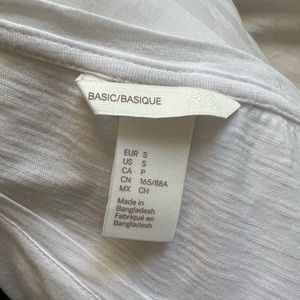 BASIC/BASIQUE
EUR S
US S
CA P
CN 165/88A
MX CH
Made in
Bangladesh
Fabriqué en
Bangladesh